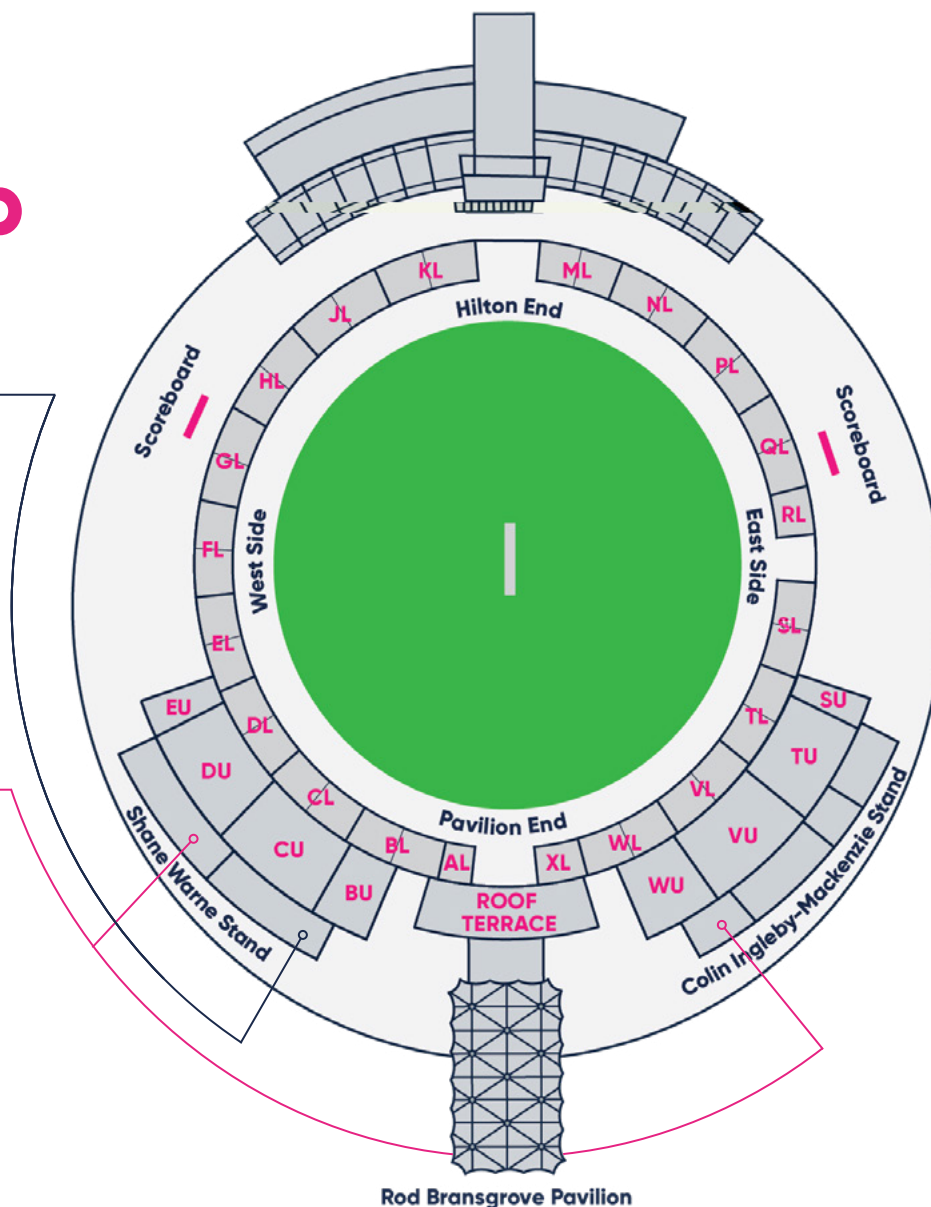 KL
ML
JL
NL
Hilton End
HL
PL
Scoreboard
Scoreboard
GL
QL
RL
FL
West Side
East Side
EL
SL
EU
SU
DL
TL
DU
TU
CL
VL
Pavilion End
CU
BL
AL
XL
WL
VU
BU
WU
ROOF
TERRACE
Shane Warne Stand
Colin Ingleby-Mackenzie Stand
Rod Bransgrove Pavilion